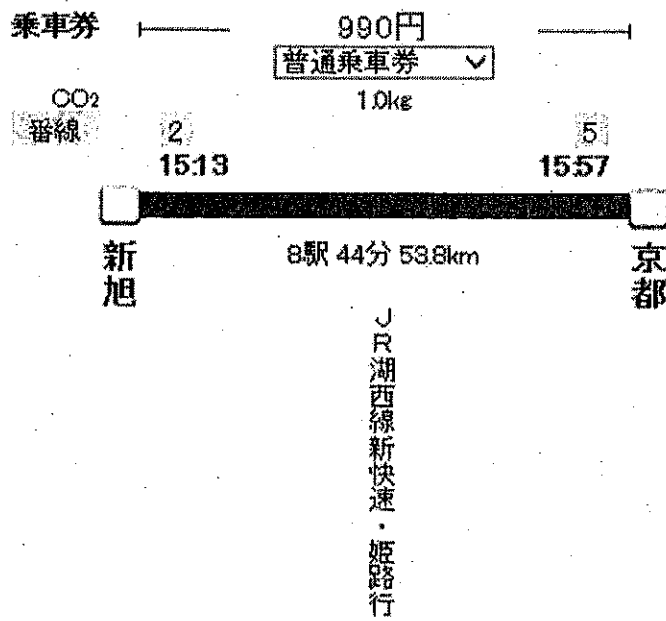 乗車券 990円
普通乗車券
CO2 1.0kg
番線 2 5
15:13 15:57
新旭 8駅 44分 53.8km 京都
JR湖西線新快速・姫路行